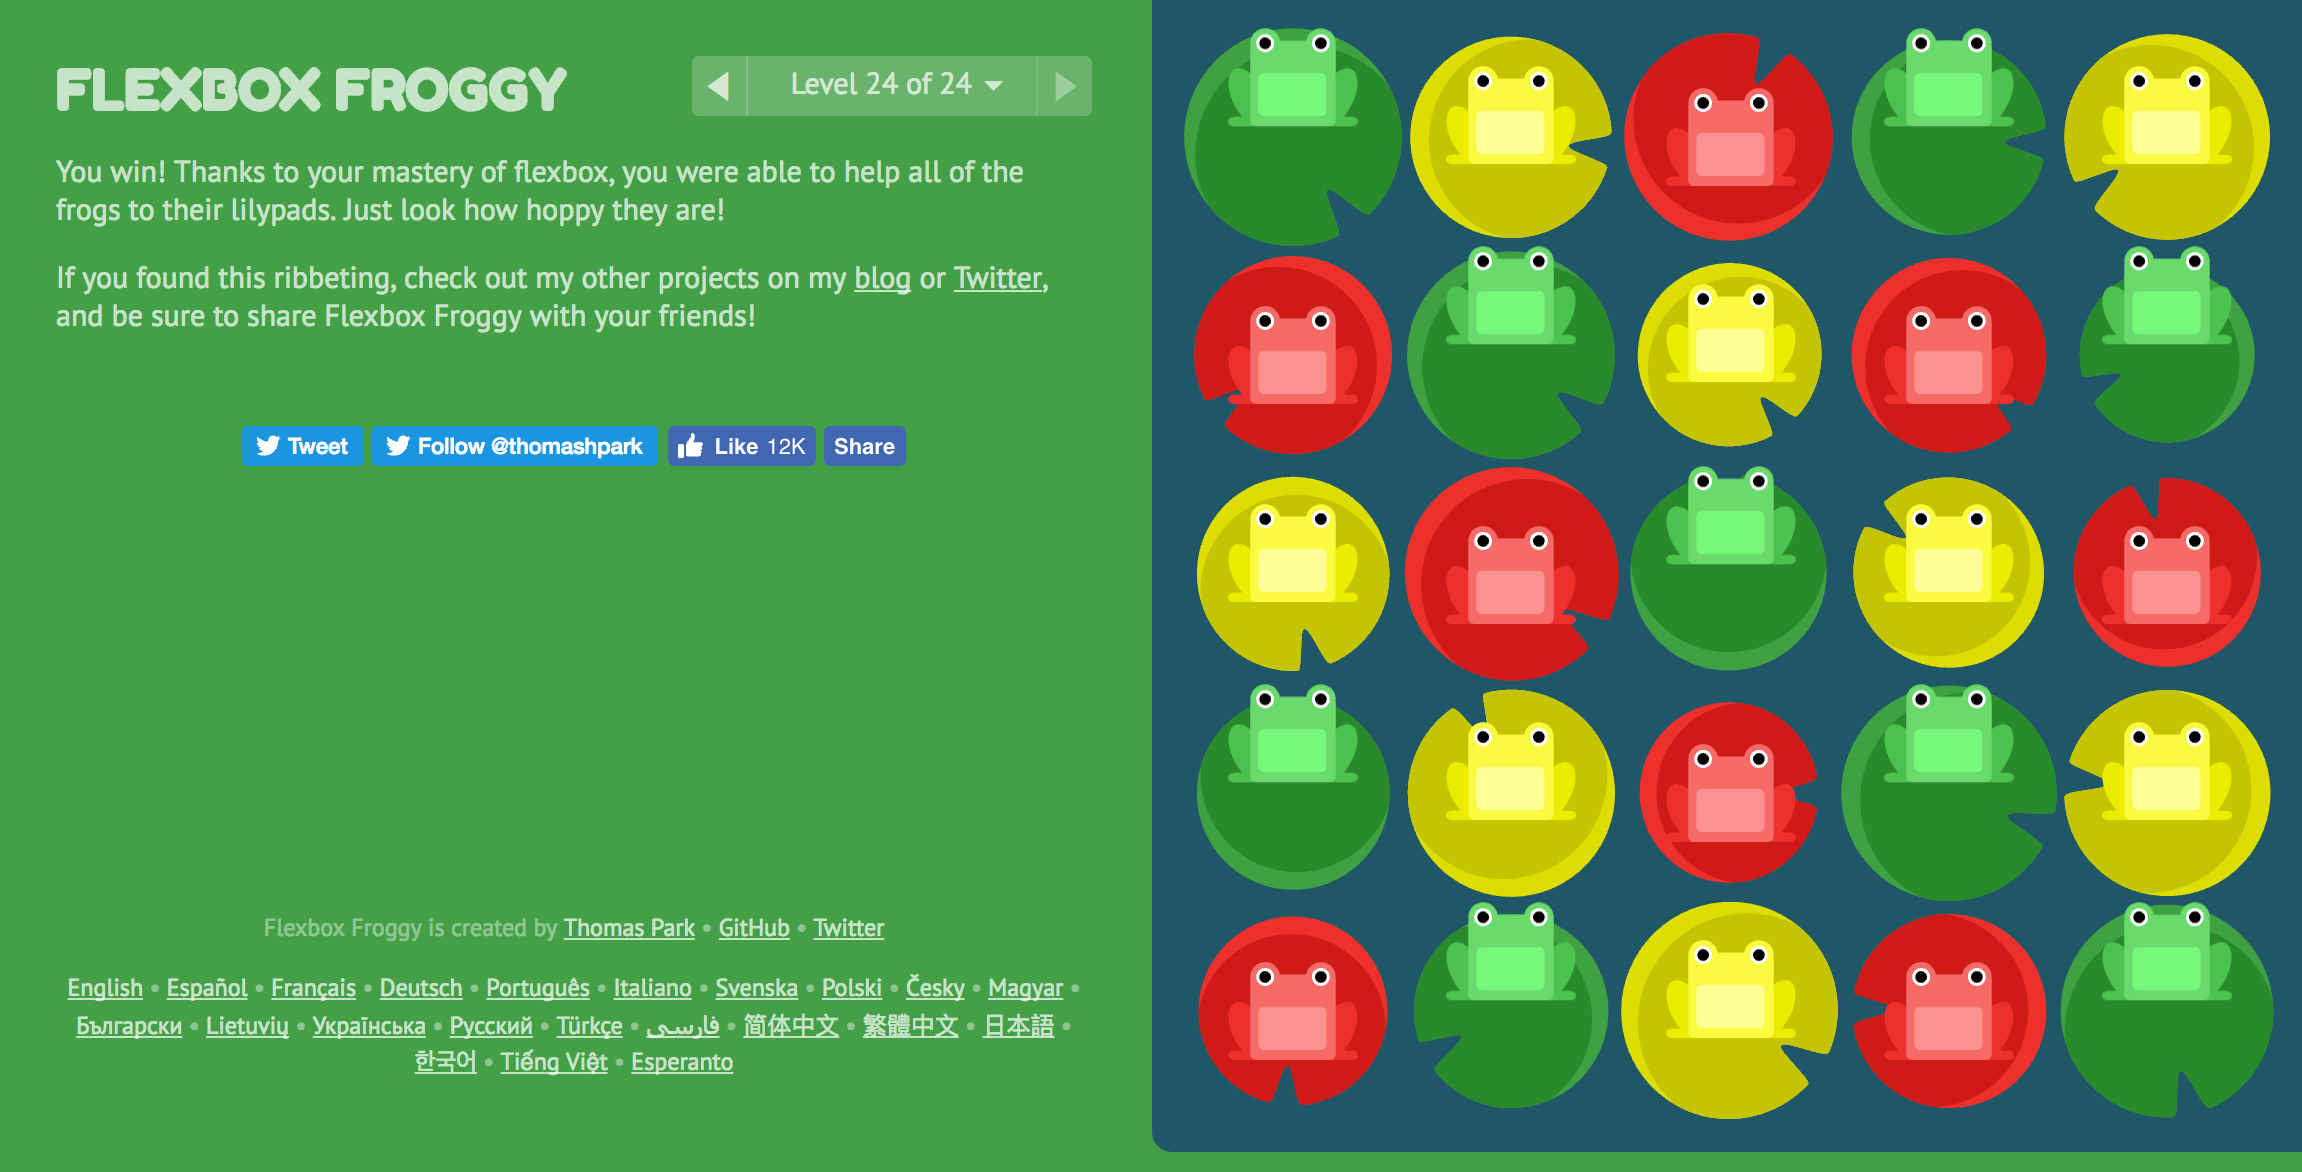 FLEXBOX FROGGY
Level 24 of 24
You win! Thanks to your mastery of flexbox, you were able to help all of the
frogs to their lilypads. Just look how hoppy they are!
If you found this ribbeting, check out my other projects on my blog or Twitter,
and be sure to share Flexbox Froggy with your friends!
Tweet Follow @thomashpark Like 12K Share
Flexbox Froggy is created by Thomas Park • GitHub • Twitter
English • Español • Français • Deutsch • Português • Italiano • Svenska • Polski • Česky • Magyar •
Български • Lietuvių • Українська • Русский • Türkçe • فارسی • 简体中文 • 繁體中文 • 日本語 •
한국어 • Tiếng Việt • Esperanto